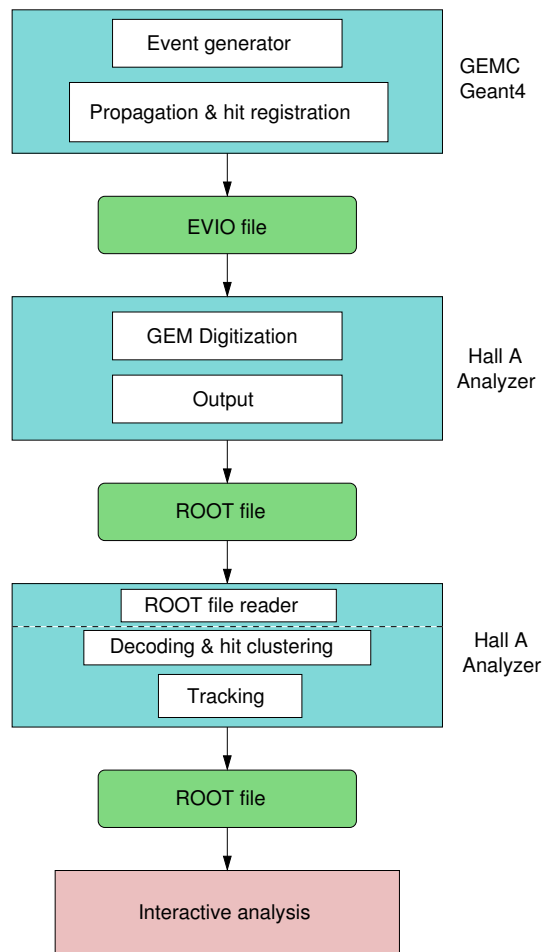 Event generator
GEMC
Geant4
Propagation & hit registration
EVIO file
GEM Digitization
Hall A
Analyzer
Output
ROOT file
ROOT file reader
Decoding & hit clustering
Hall A
Analyzer
Tracking
ROOT file
Interactive analysis